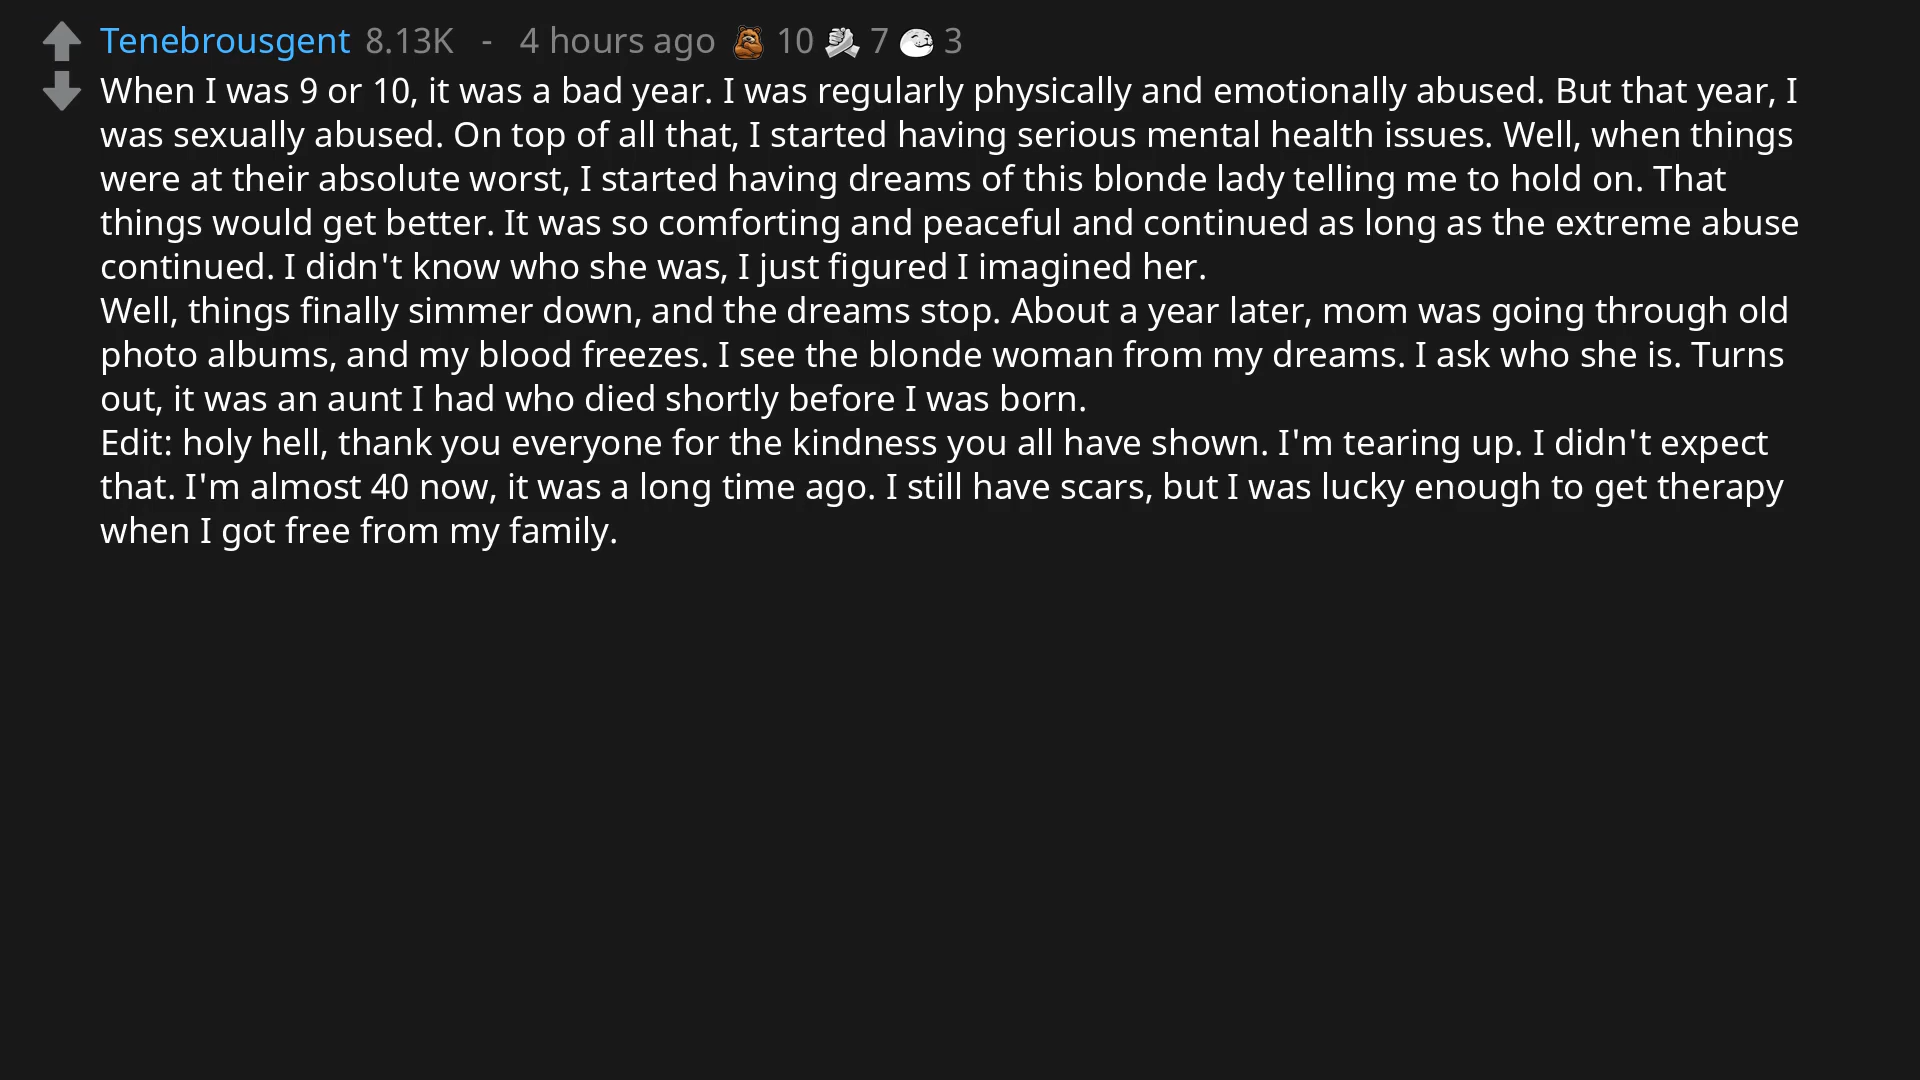 Tenebrousgent 8.13K - 4 hours ago 10 7 3
When I was 9 or 10, it was a bad year. I was regularly physically and emotionally abused. But that year, I
was sexually abused. On top of all that, I started having serious mental health issues. Well, when things
were at their absolute worst, I started having dreams of this blonde lady telling me to hold on. That
things would get better. It was so comforting and peaceful and continued as long as the extreme abuse
continued. I didn't know who she was, I just figured I imagined her.
Well, things finally simmer down, and the dreams stop. About a year later, mom was going through old
photo albums, and my blood freezes. I see the blonde woman from my dreams. I ask who she is. Turns
out, it was an aunt I had who died shortly before I was born.
Edit: holy hell, thank you everyone for the kindness you all have shown. I'm tearing up. I didn't expect
that. I'm almost 40 now, it was a long time ago. I still have scars, but I was lucky enough to get therapy
when I got free from my family.